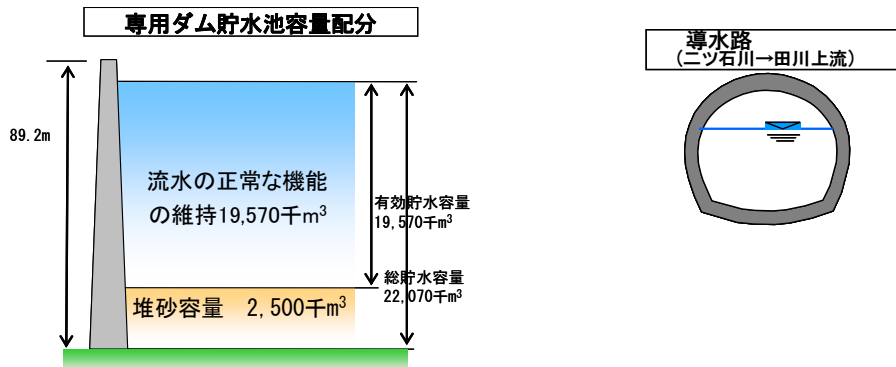 専用ダム貯水池容量配分
導水路
(二ツ石川→田川上流)
89.2m
流水の正常な機能
の維持19,570千m³
有効貯水容量
19,570千m³
総貯水容量
22,070千m³
堆砂容量 2,500千m³